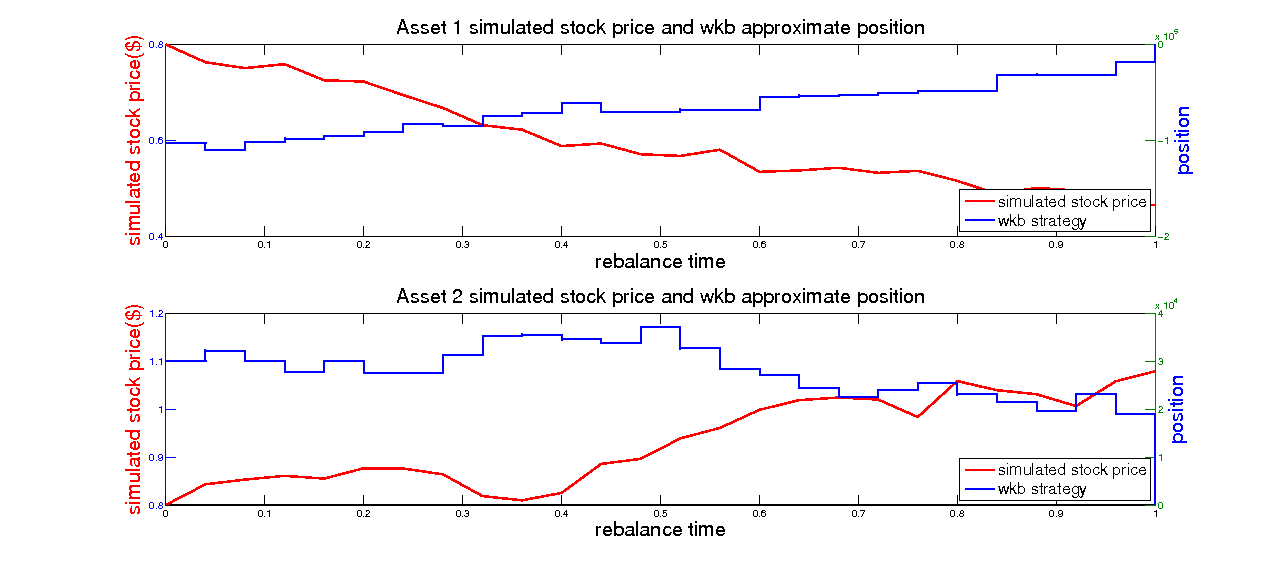 Asset 1 simulated stock price and wkb approximate position
x 10^5
simulated stock price($)
0.8
0.6
0.4
0
-1
-2
position
simulated stock price
wkb strategy
0 0.1 0.2 0.3 0.4 0.5 0.6 0.7 0.8 0.9 1
rebalance time
Asset 2 simulated stock price and wkb approximate position
x 10^4
simulated stock price($)
1.2
1.1
1
0.9
0.8
4
3
2
1
0
position
simulated stock price
wkb strategy
0 0.1 0.2 0.3 0.4 0.5 0.6 0.7 0.8 0.9 1
rebalance time